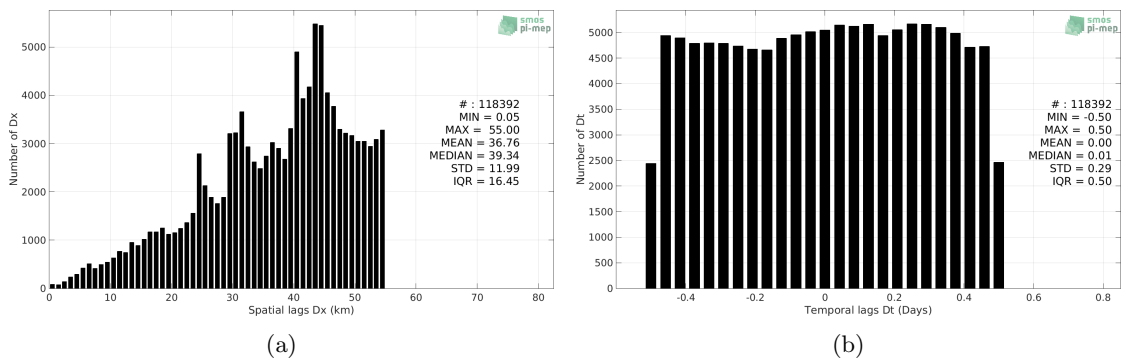 smos
pi-mep
5000
4000
3000
2000
1000
0
Number of Dx
# : 118392
MIN = 0.05
MAX = 55.00
MEAN = 36.76
MEDIAN = 39.34
STD = 11.99
IQR = 16.45
0 10 20 30 40 50 60 70 80
Spatial lags Dx (km)
(a)
smos
pi-mep
5000
4500
4000
3500
3000
2500
2000
1500
1000
500
0
Number of Dt
# : 118392
MIN = -0.50
MAX = 0.50
MEAN = 0.00
MEDIAN = 0.01
STD = 0.29
IQR = 0.50
-0.4 -0.2 0 0.2 0.4 0.6 0.8
Temporal lags Dt (Days)
(b)